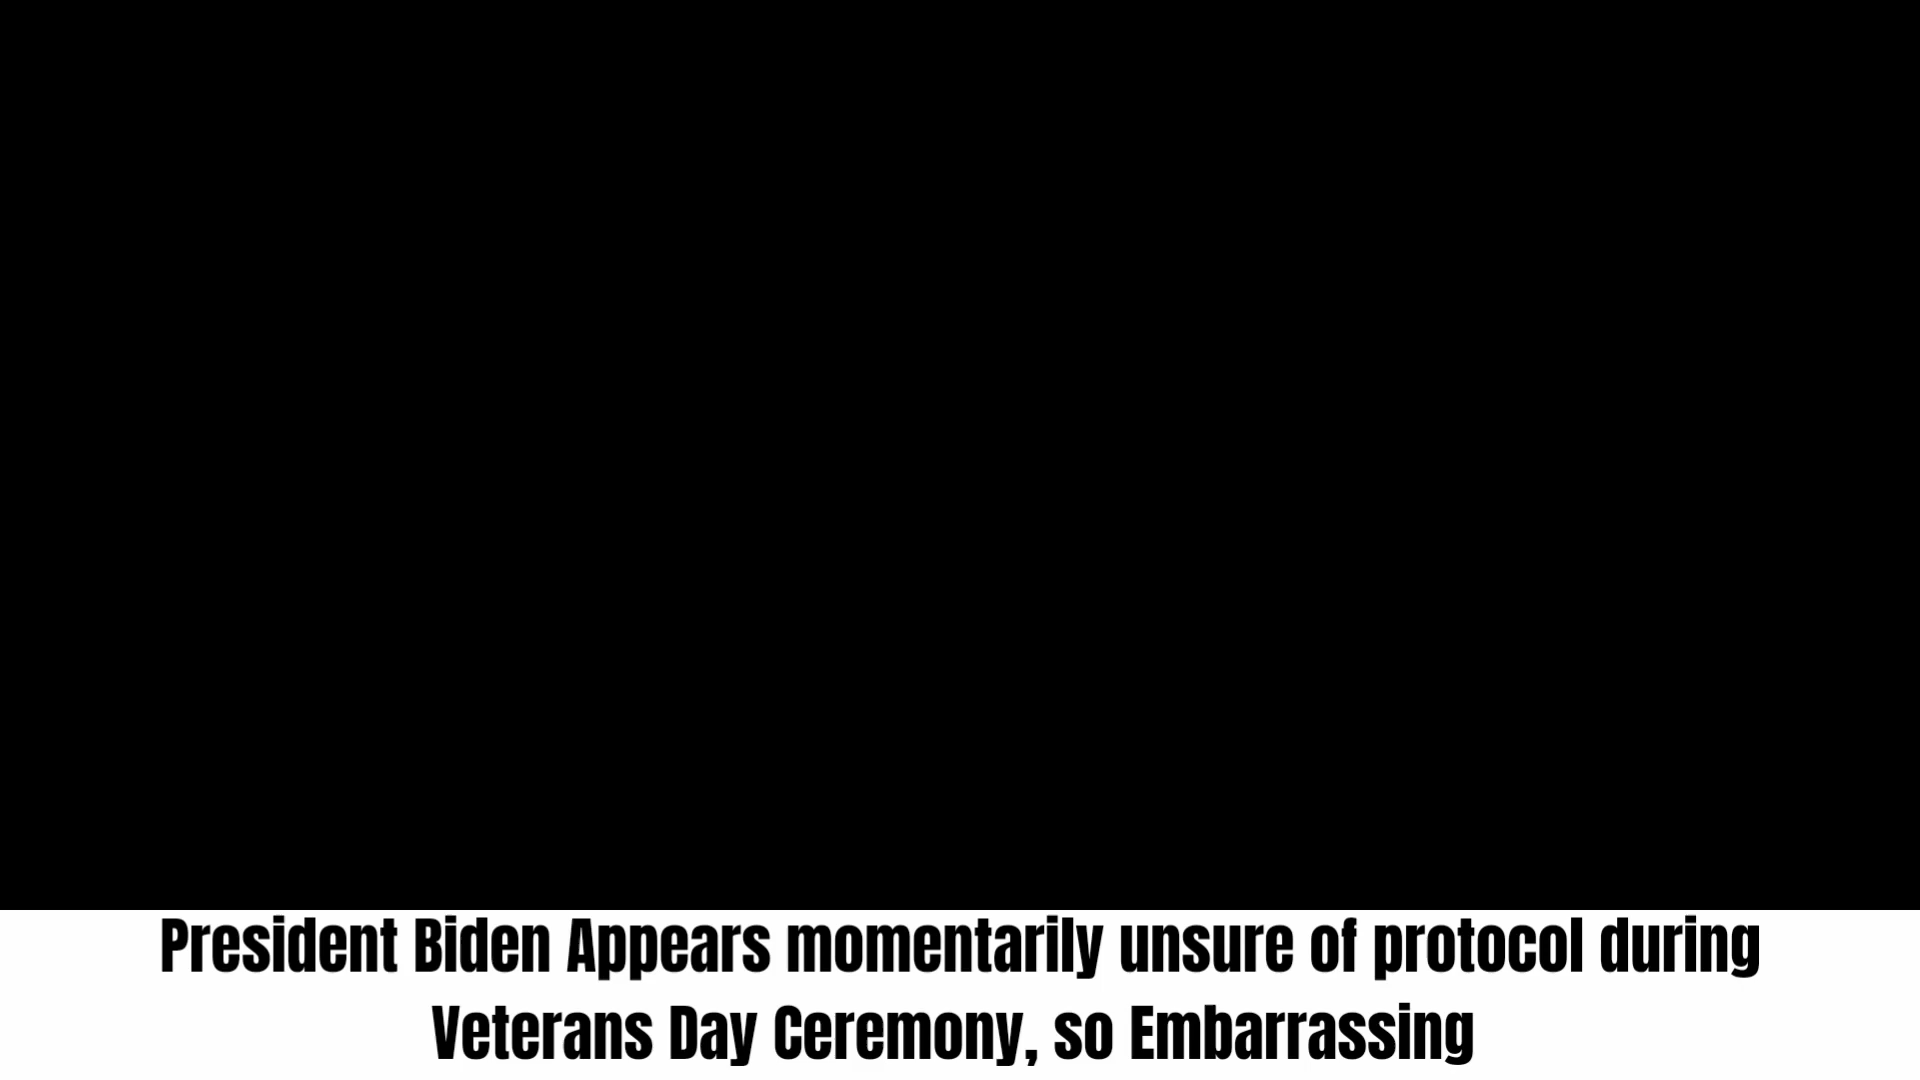 President Biden Appears momentarily unsure of protocol during
Veterans Day Ceremony, so Embarrassing